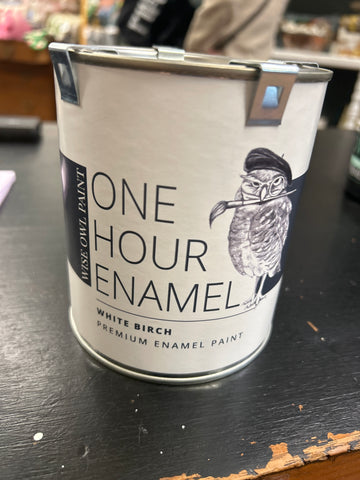 WISE OWL PAINT
ONE
HOUR
ENAMEL
WHITE BIRCH
PREMIUM ENAMEL PAINT